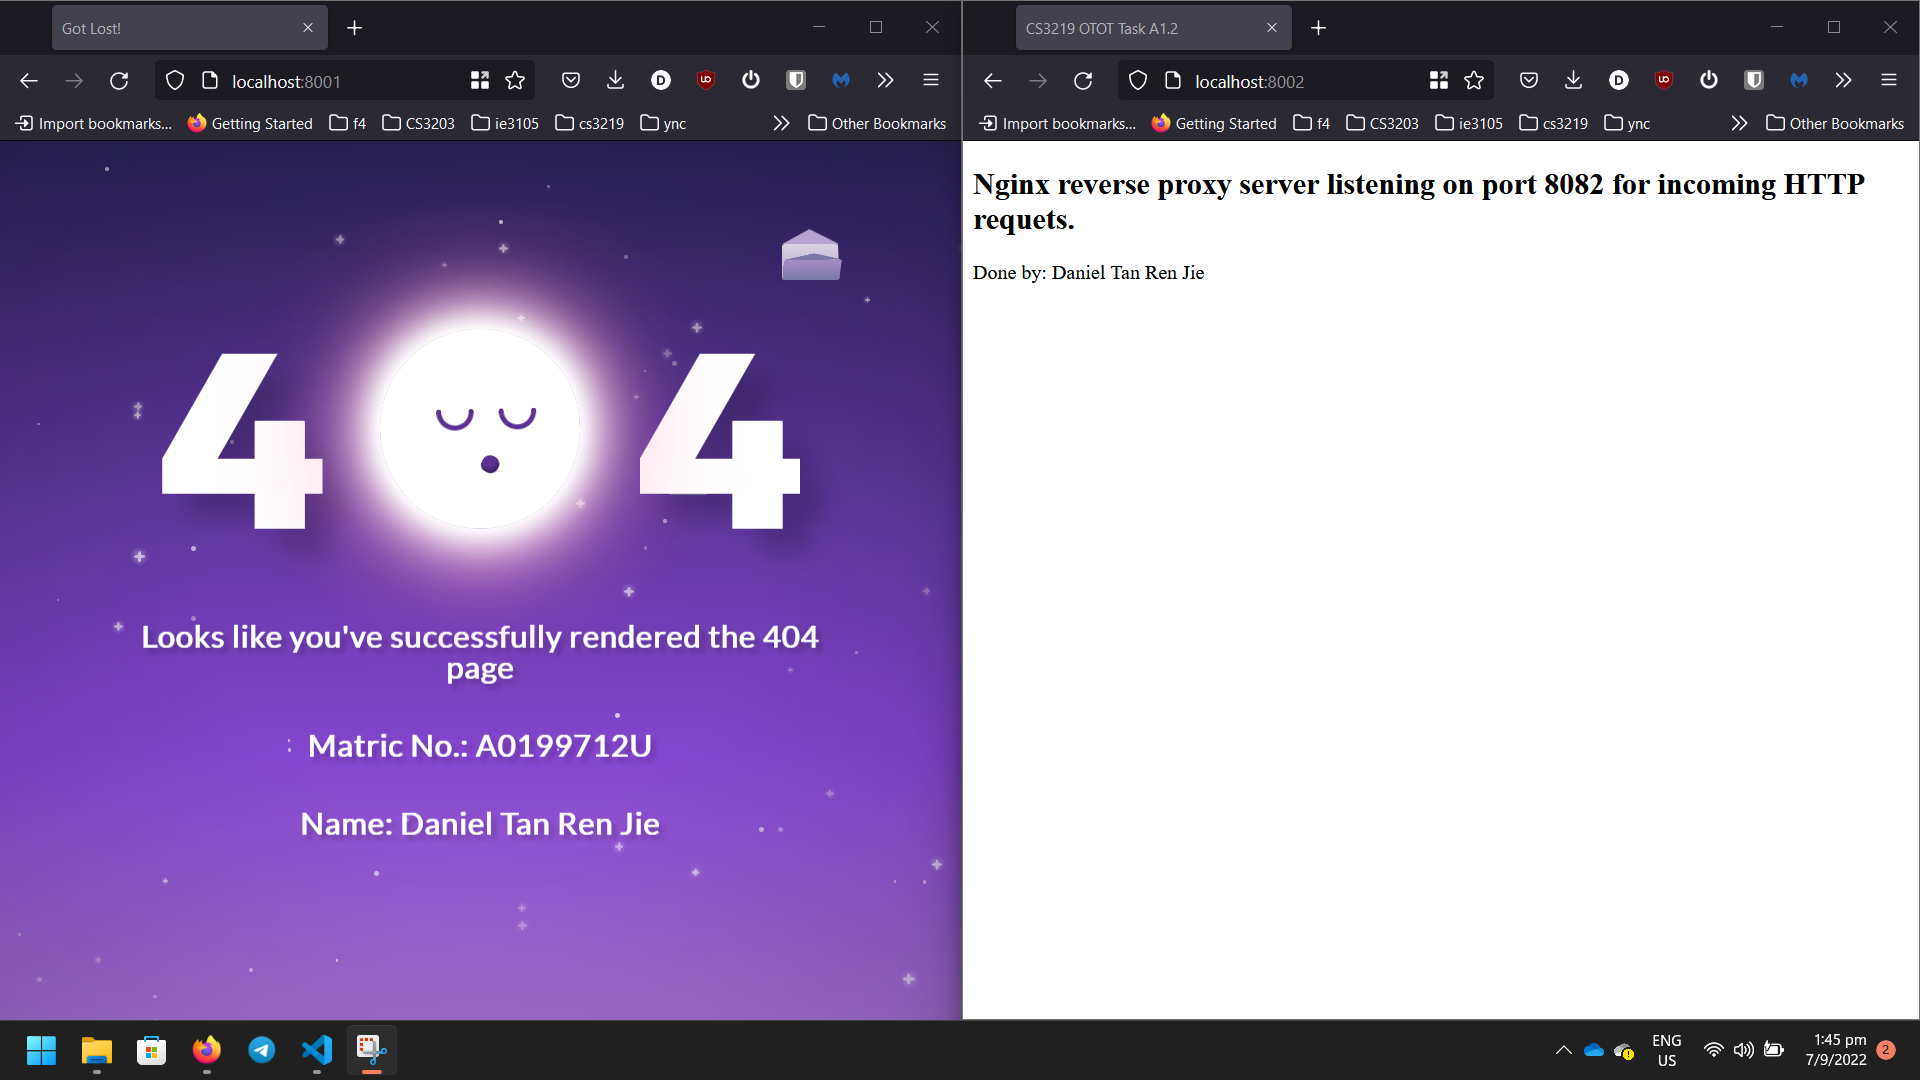 Got Lost!
localhost:8001
Import bookmarks...
Getting Started
f4
CS3203
ie3105
cs3219
ync
Other Bookmarks
4 4
Looks like you've successfully rendered the 404
page
Matric No.: A0199712U
Name: Daniel Tan Ren Jie
CS3219 OTOT Task A1.2
localhost:8002
Import bookmarks...
Getting Started
f4
CS3203
ie3105
cs3219
ync
Other Bookmarks
Nginx reverse proxy server listening on port 8082 for incoming HTTP
requets.
Done by: Daniel Tan Ren Jie
ENG
US
1:45 pm
7/9/2022
2